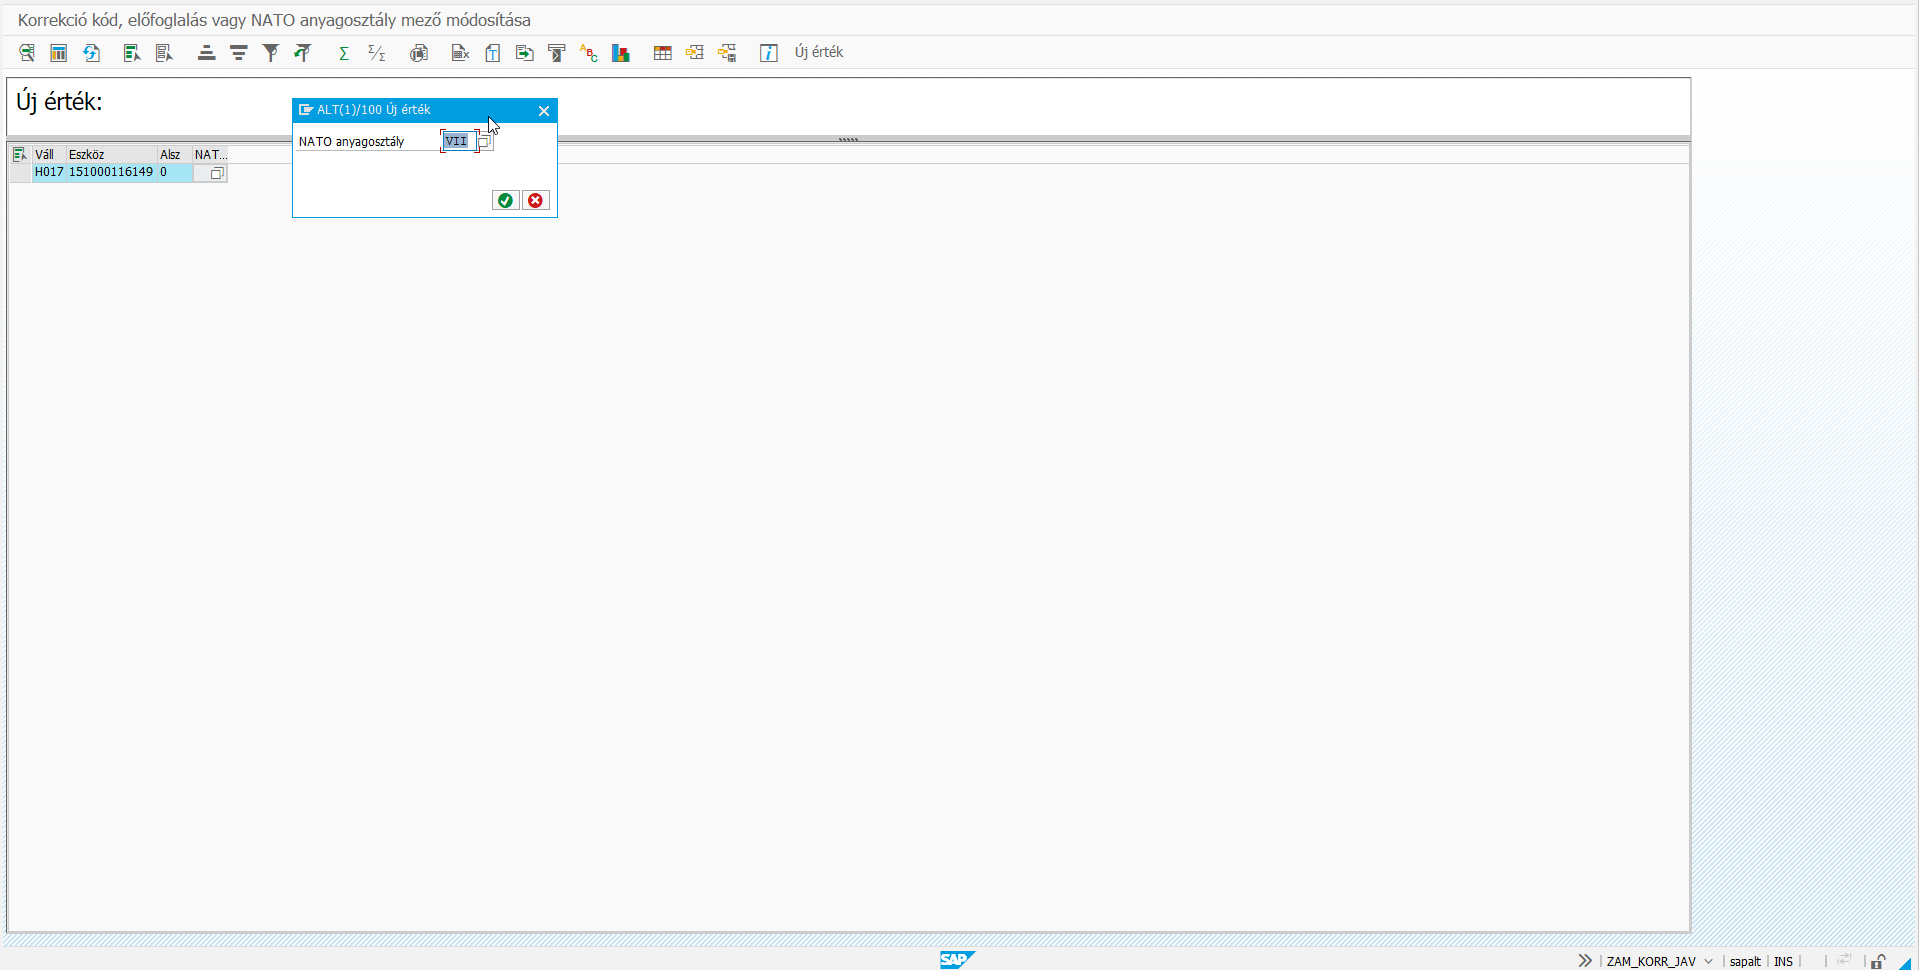 Korrekció kód, előfoglalás vagy NATO anyagosztály mező módosítása
Új érték
Új érték:
ALT(1)/100 Új érték
NATO anyagosztály VII
Váll Eszköz Alsz NAT...
H017 151000116149 0
SAP
ZAM_KORR_JAV sapalt INS